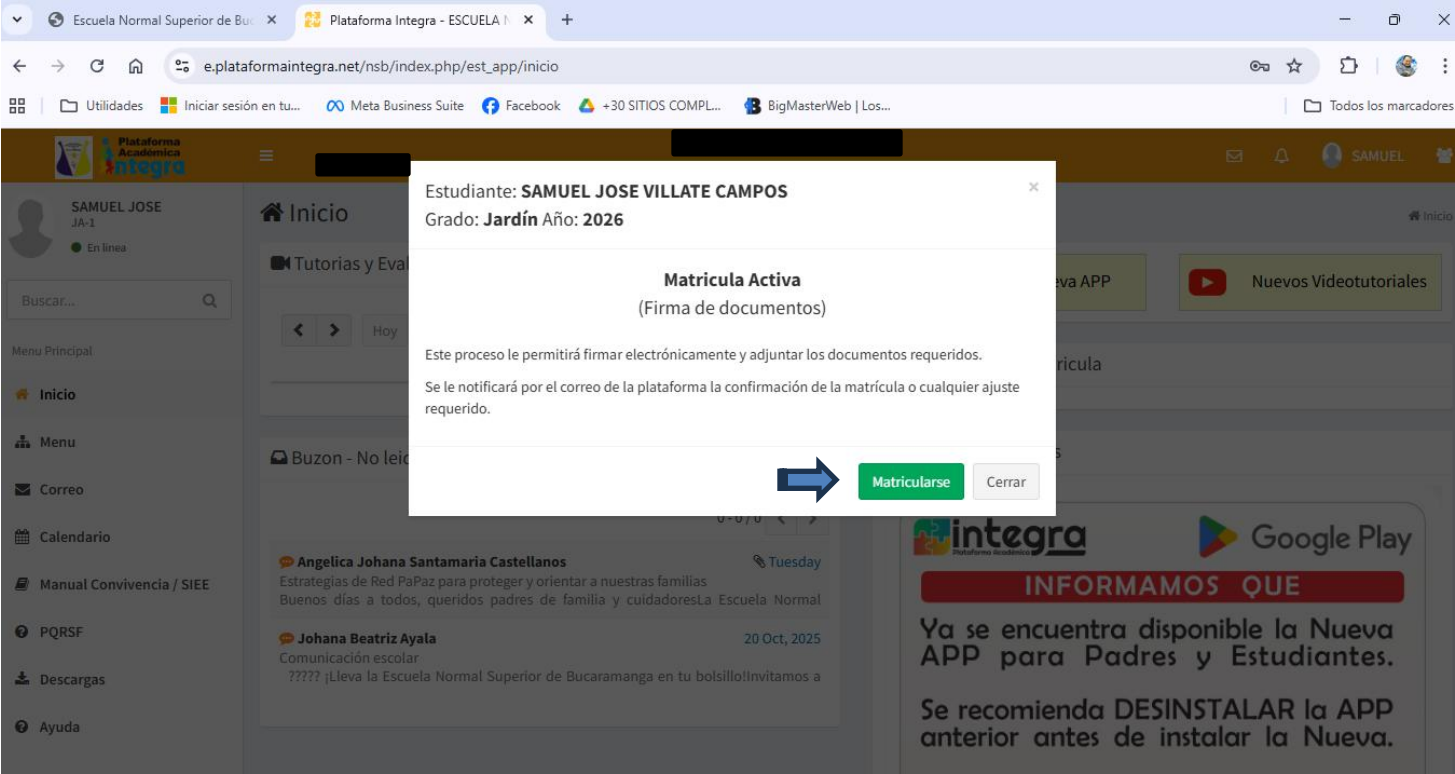 Escuela Normal Superior de Buc
Plataforma Integra - ESCUELA N
e.plataformaintegra.net/nsb/index.php/est_app/inicio
Utilidades
Iniciar sesión en tu...
Meta Business Suite
Facebook
+30 SITIOS COMPL...
BigMasterWeb | Los...
Todos los marcadores
Plataforma
Académica
integra
SAMUEL
SAMUEL JOSE
JA-1
En linea
Buscar...
Menu Principal
Inicio
Menu
Correo
Calendario
Manual Convivencia / SIEE
PQRSF
Descargas
Ayuda
Inicio
Inicio
Tutorias y Eval
Hoy
Estudiante: SAMUEL JOSE VILLATE CAMPOS
Grado: Jardín Año: 2026
Matricula Activa
(Firma de documentos)
Este proceso le permitirá firmar electrónicamente y adjuntar los documentos requeridos.
Se le notificará por el correo de la plataforma la confirmación de la matrícula o cualquier ajuste
requerido.
Matricularse
Cerrar
eva APP
Nuevos Videotutoriales
ricula
s
Buzon - No leid
0 - 0 / 0
Angelica Johana Santamaria Castellanos
Tuesday
Estrategias de Red PaPaz para proteger y orientar a nuestras familias
Buenos días a todos, queridos padres de familia y cuidadoresLa Escuela Normal
Johana Beatriz Ayala
20 Oct, 2025
Comunicación escolar
????? ¡Lleva la Escuela Normal Superior de Bucaramanga en tu bolsillo!Invitamos a
integra
Plataforma Académica
Google Play
INFORMAMOS QUE
Ya se encuentra disponible la Nueva
APP para Padres y Estudiantes.
Se recomienda DESINSTALAR la APP
anterior antes de instalar la Nueva.